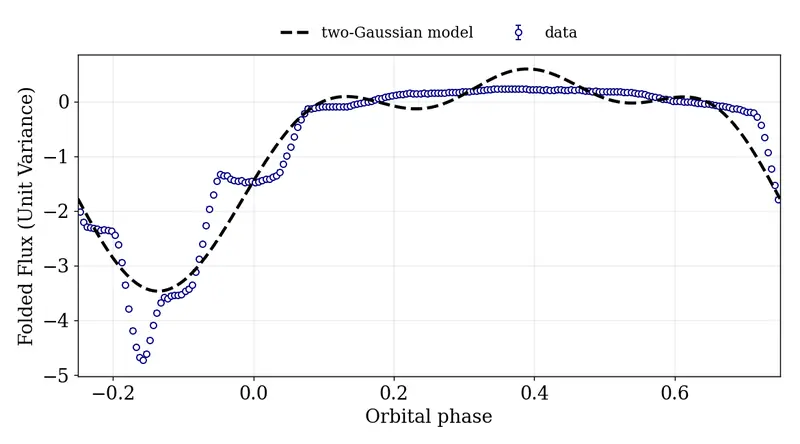 two-Gaussian model data
Folded Flux (Unit Variance)
0
−1
−2
−3
−4
−5
−0.2 0.0 0.2 0.4 0.6
Orbital phase